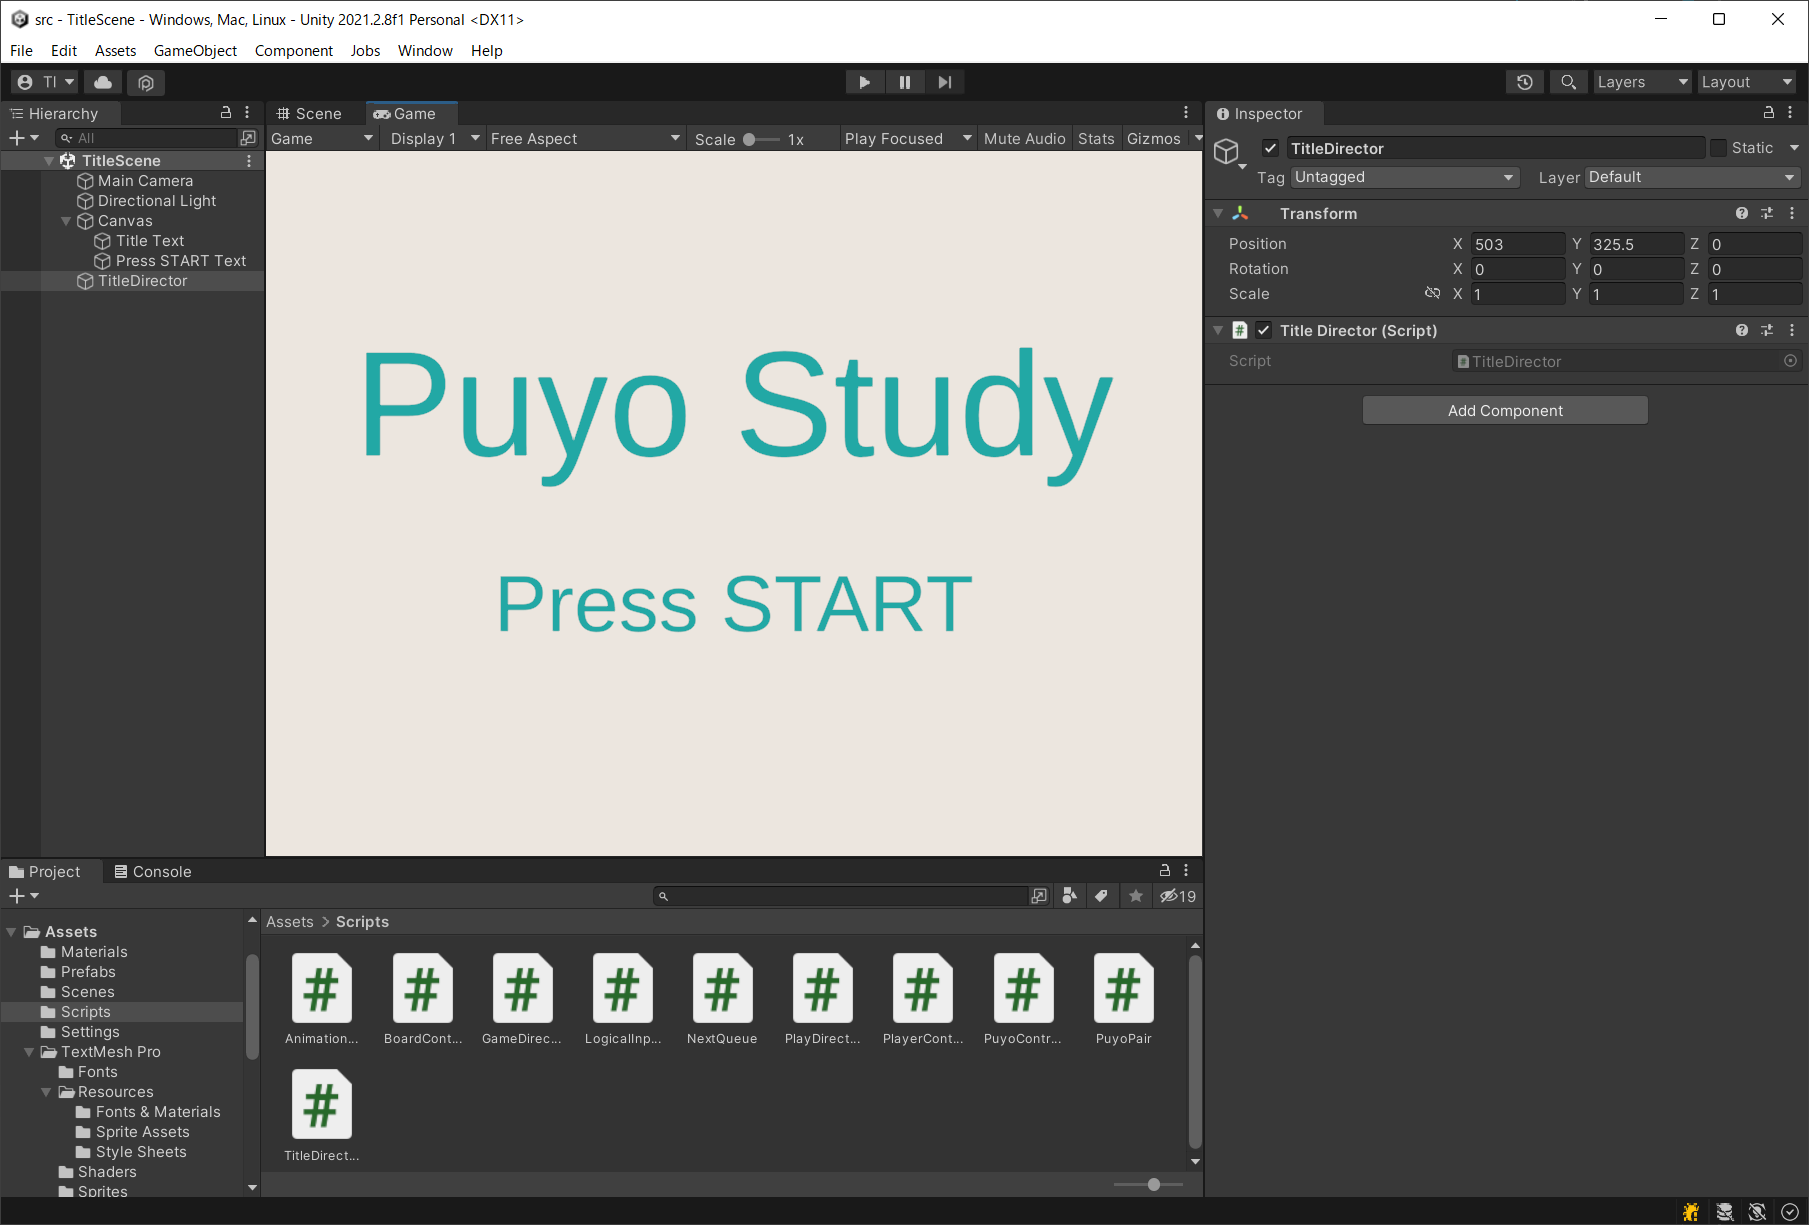 src - TitleScene - Windows, Mac, Linux - Unity 2021.2.8f1 Personal <DX11>
File Edit Assets GameObject Component Jobs Window Help
TI Layers Layout
Hierarchy
All
TitleScene
Main Camera
Directional Light
Canvas
Title Text
Press START Text
TitleDirector
Scene Game
Game Display 1 Free Aspect Scale 1x Play Focused Mute Audio Stats Gizmos
Puyo Study
Press START
Inspector
TitleDirector Static
Tag Untagged Layer Default
Transform
Position X 503 Y 325.5 Z 0
Rotation X 0 Y 0 Z 0
Scale X 1 Y 1 Z 1
# Title Director (Script)
Script # TitleDirector
Add Component
Project Console
19
Assets
Materials
Prefabs
Scenes
Scripts
Settings
TextMesh Pro
Fonts
Resources
Fonts & Materials
Sprite Assets
Style Sheets
Shaders
Sprites
Assets > Scripts
# # # # # # # # #
Animation... BoardCont... GameDirec... LogicalInp... NextQueue PlayDirect... PlayerCont... PuyoContr... PuyoPair
#
TitleDirect...